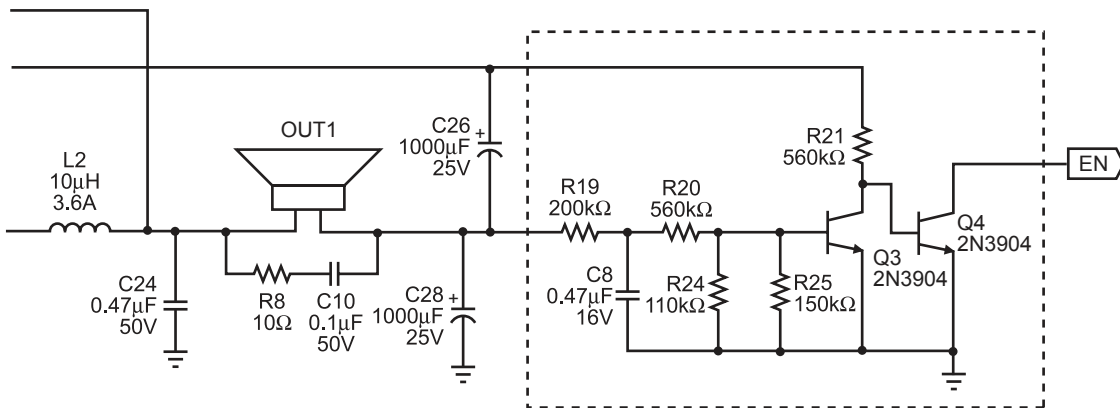 OUT1
C26
1000μF
25V
+
R21
560kΩ
EN
L2
10μH
3.6A
R19
200kΩ
R20
560kΩ
Q4
2N3904
Q3
2N3904
C24
0.47μF
50V
R8
10Ω
C10
0.1μF
50V
C28
1000μF
25V
+
C8
0.47μF
16V
R24
110kΩ
R25
150kΩ